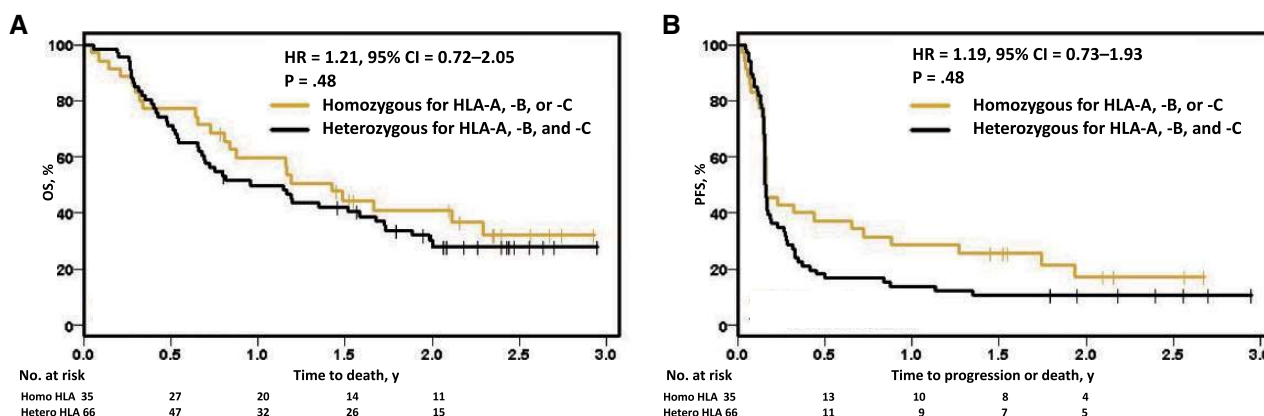 A
HR = 1.21, 95% CI = 0.72–2.05
P = .48
Homozygous for HLA-A, -B, or -C
Heterozygous for HLA-A, -B, and -C
OS, %
100
80
60
40
20
0
0.0 0.5 1.0 1.5 2.0 2.5 3.0
No. at risk Time to death, y
Homo HLA 35 27 20 14 11
Hetero HLA 66 47 32 26 15
B
HR = 1.19, 95% CI = 0.73–1.93
P = .48
Homozygous for HLA-A, -B, or -C
Heterozygous for HLA-A, -B, and -C
PFS, %
100
80
60
40
20
0
0.0 0.5 1.0 1.5 2.0 2.5 3.0
No. at risk Time to progression or death, y
Homo HLA 35 13 10 8 4
Hetero HLA 66 11 9 7 5